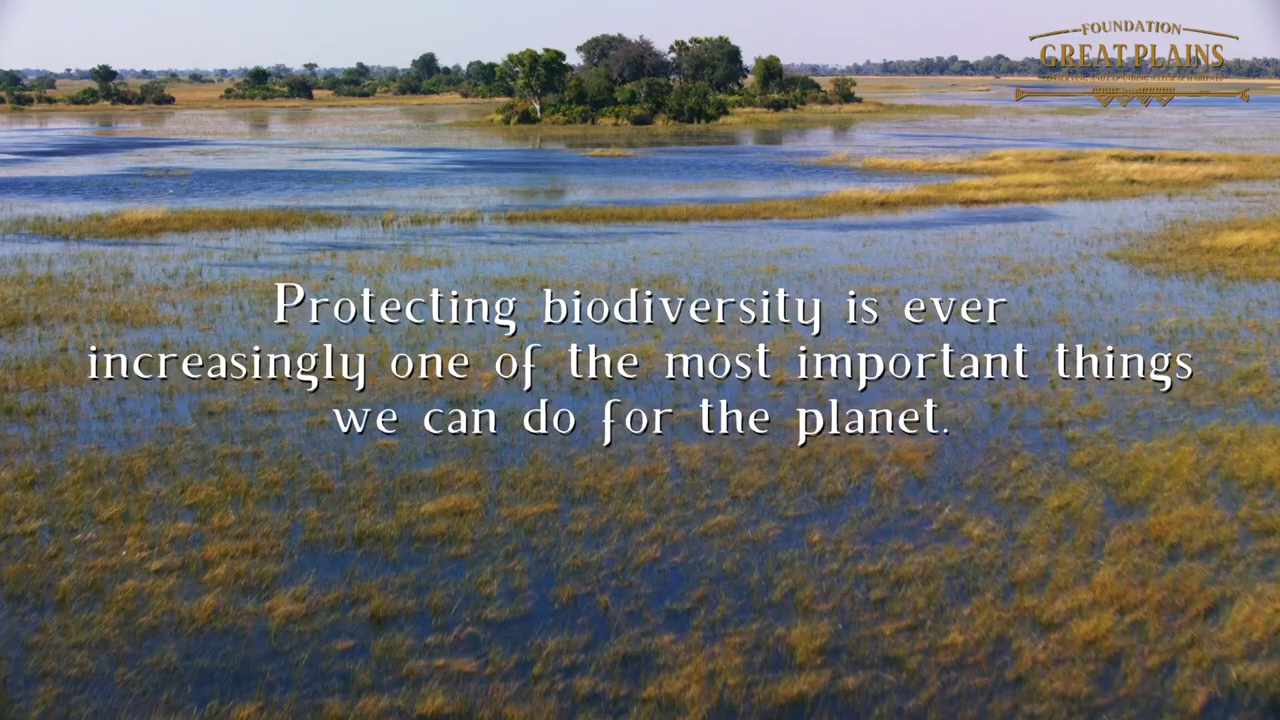 FOUNDATION
GREAT PLAINS
Protecting biodiversity is ever
increasingly one of the most important things
we can do for the planet.